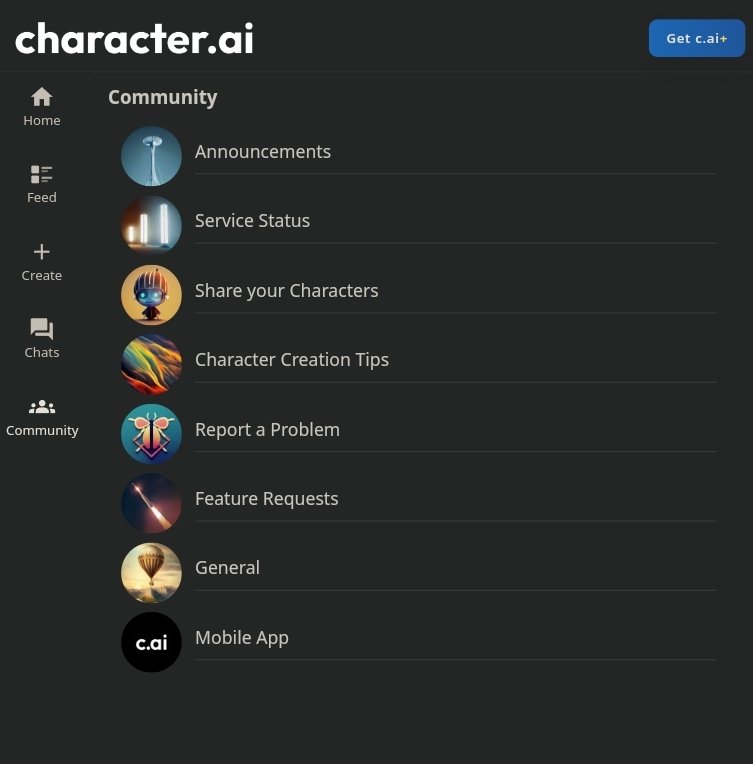 character.ai
Get c.ai+
Home
Feed
Create
Chats
Community
Community
Announcements
Service Status
Share your Characters
Character Creation Tips
Report a Problem
Feature Requests
General
c.ai
Mobile App